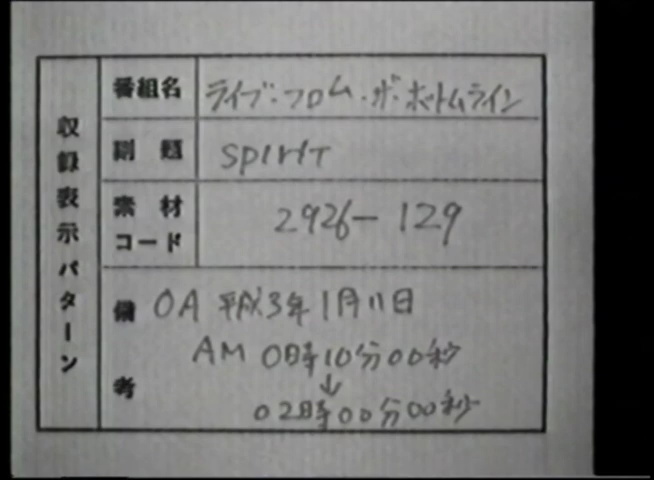 収録表示パターン
番組名 ライブ・フロム・ザ・ボットムライン
副題 SPIRIT
素材コード 2926-129
備考 OA 平成3年1月11日
AM 0時10分00秒
↓
02時00分00秒